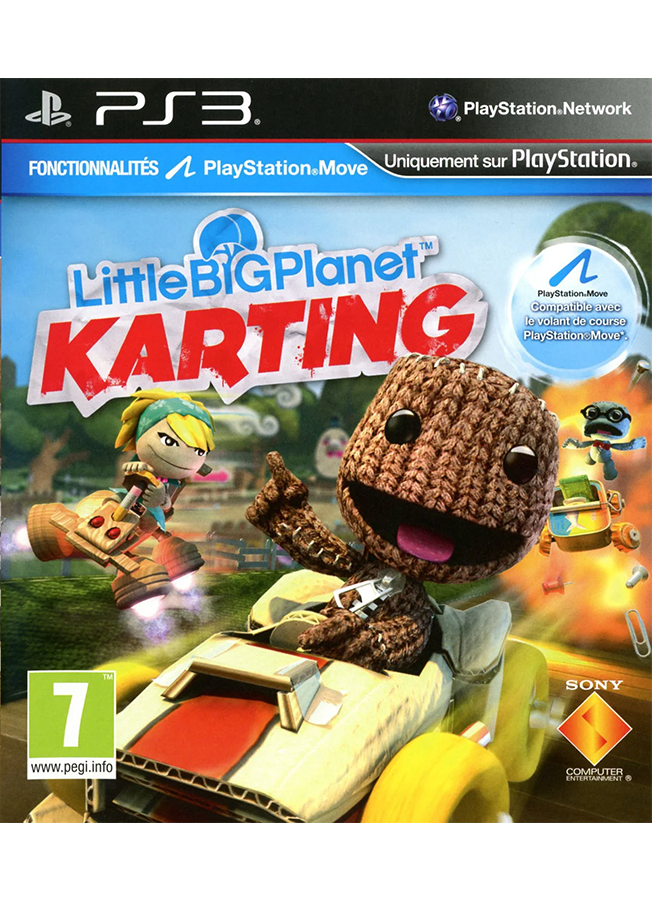 PS3
PlayStation®Network
FONCTIONNALITÉS PlayStation®Move
Uniquement sur PlayStation®
LittleBIGPlanet™
KARTING
PlayStation®Move
Compatible avec
le volant de course
PlayStation®Move*.
7
www.pegi.info
SONY
COMPUTER
ENTERTAINMENT®